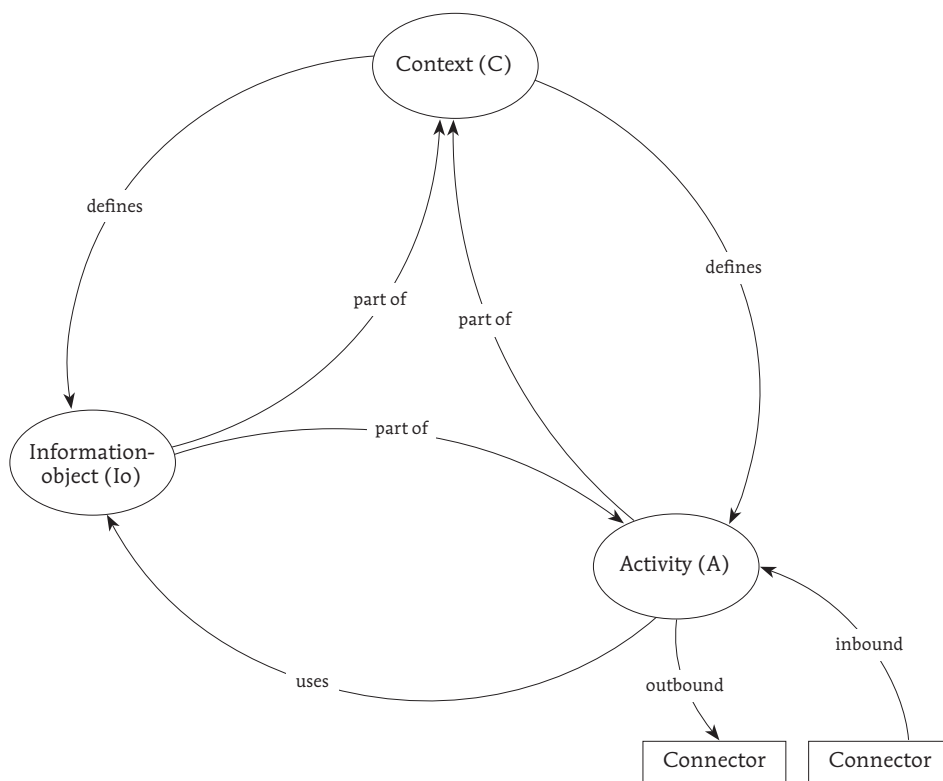 Context (C)
defines
defines
part of
part of
part of
Information-
object (Io)
Activity (A)
inbound
uses
outbound
Connector
Connector